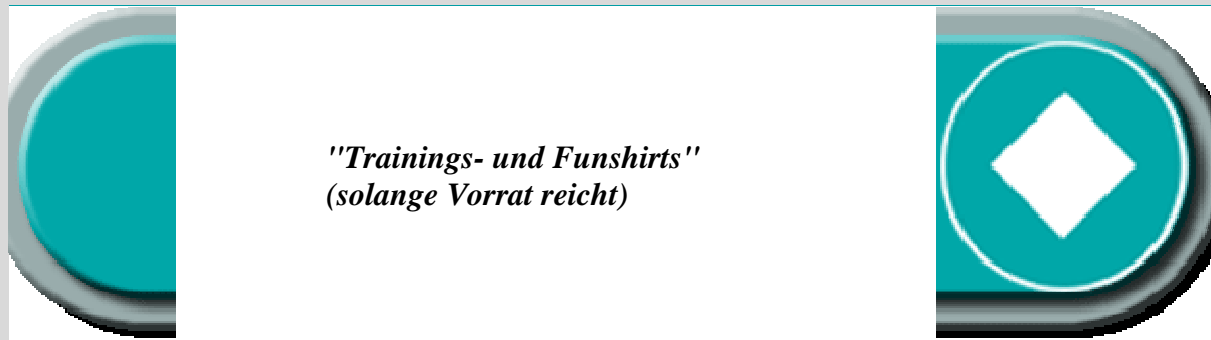 "Trainings- und Funshirts"
(solange Vorrat reicht)